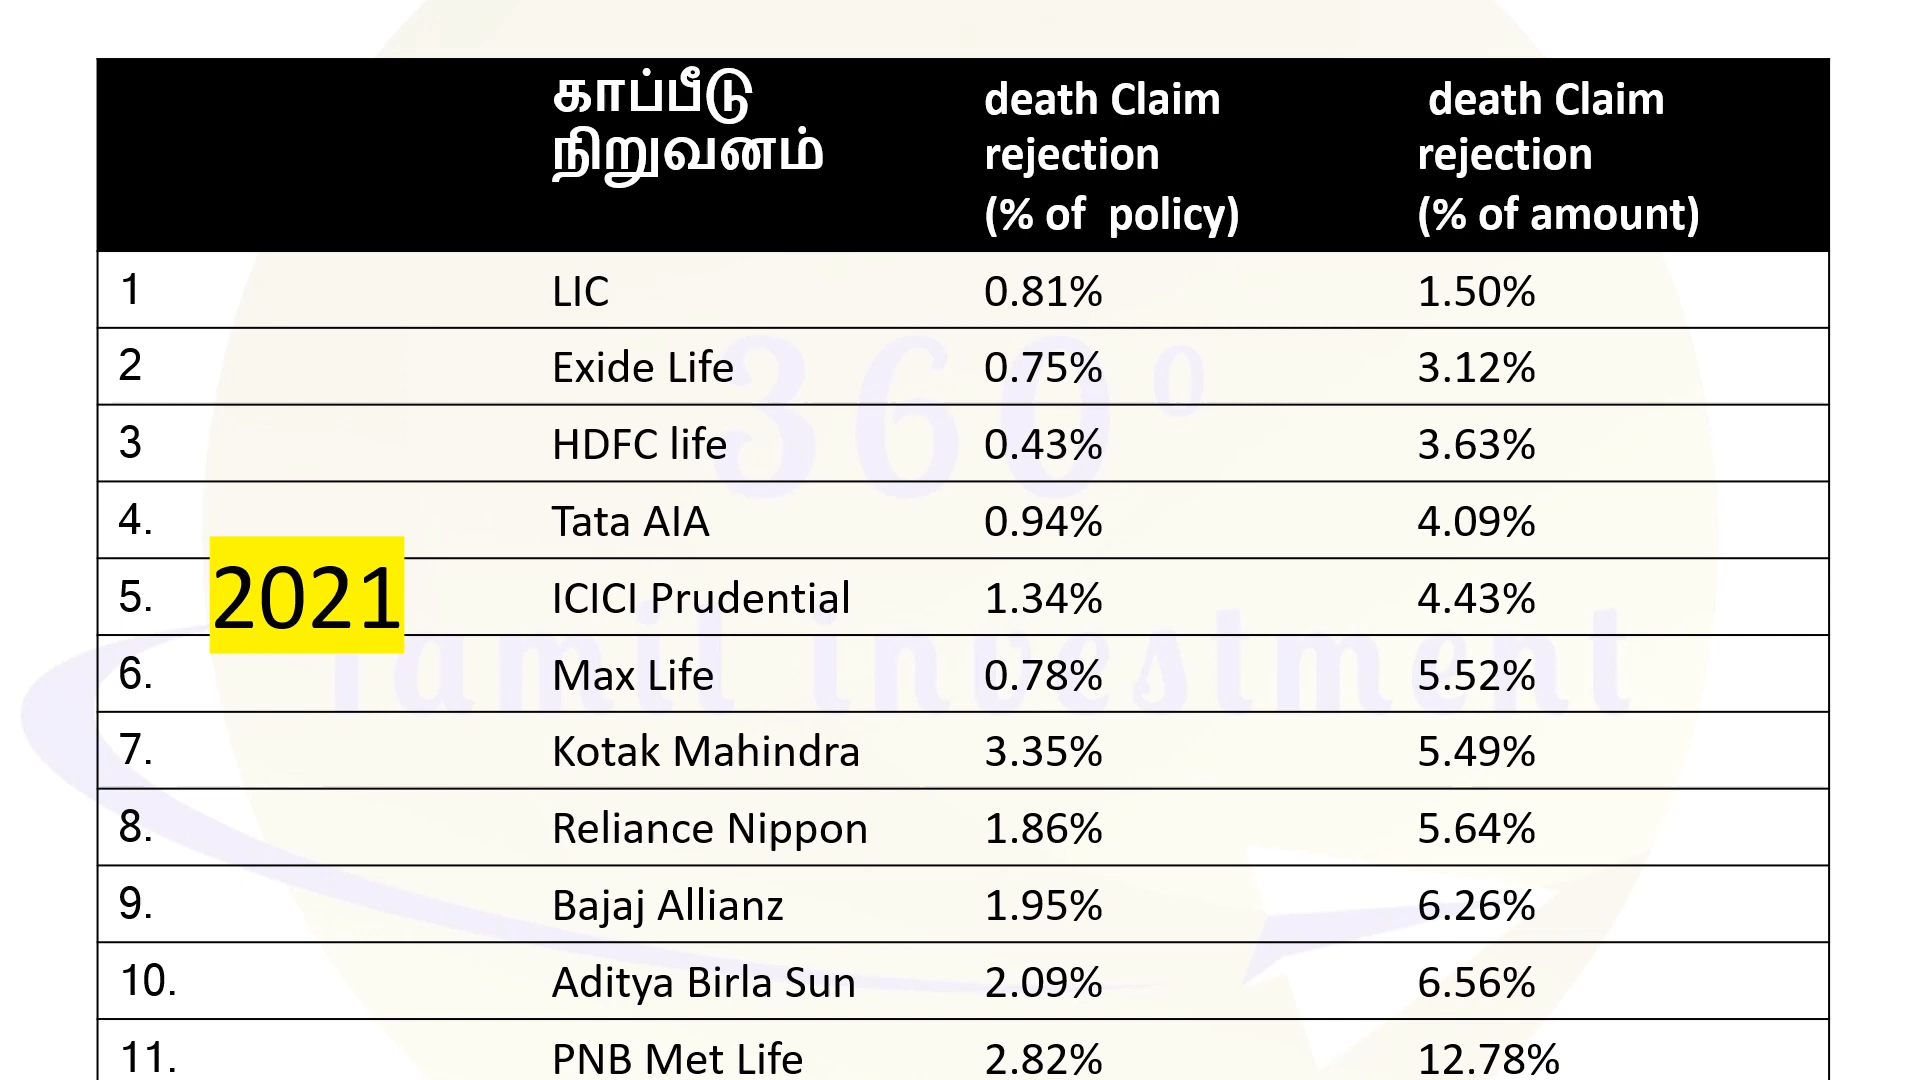 காப்பீடு நிறுவனம் death Claim rejection (% of  policy) death Claim rejection (% of amount)
1 LIC 0.81% 1.50%
2 Exide Life 0.75% 3.12%
3 HDFC life 0.43% 3.63%
4. Tata AIA 0.94% 4.09%
2021
5. ICICI Prudential 1.34% 4.43%
6. Max Life 0.78% 5.52%
7. Kotak Mahindra 3.35% 5.49%
8. Reliance Nippon 1.86% 5.64%
9. Bajaj Allianz 1.95% 6.26%
10. Aditya Birla Sun 2.09% 6.56%
11. PNB Met Life 2.82% 12.78%
360°
Tamil investment